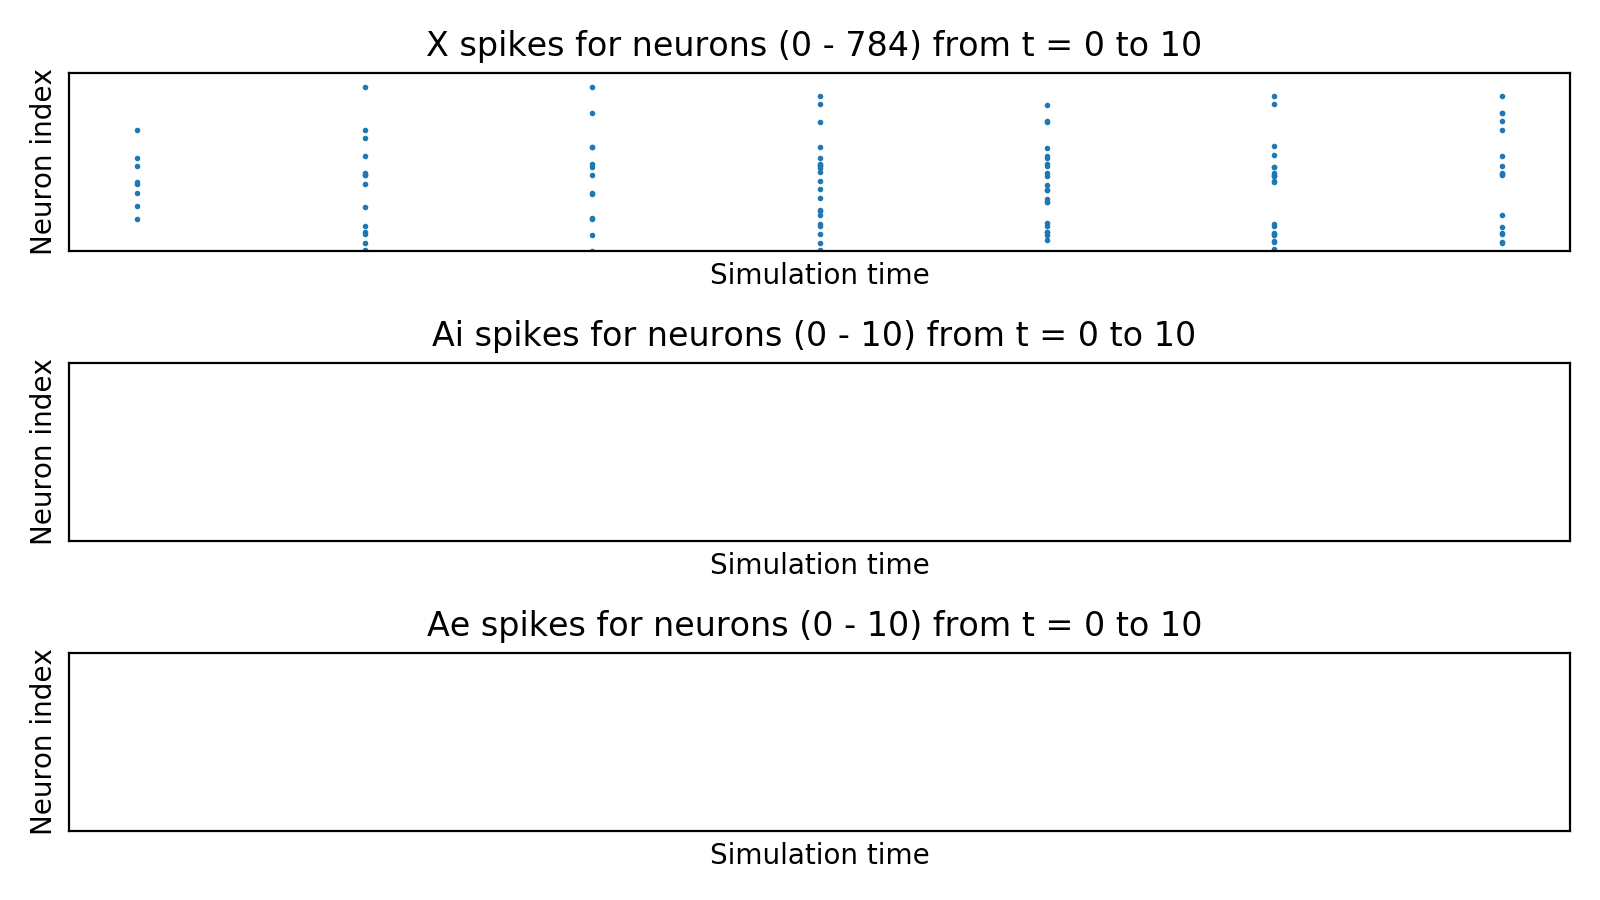 X spikes for neurons (0 - 784) from t = 0 to 10
Neuron index
Simulation time
Ai spikes for neurons (0 - 10) from t = 0 to 10
Neuron index
Simulation time
Ae spikes for neurons (0 - 10) from t = 0 to 10
Neuron index
Simulation time